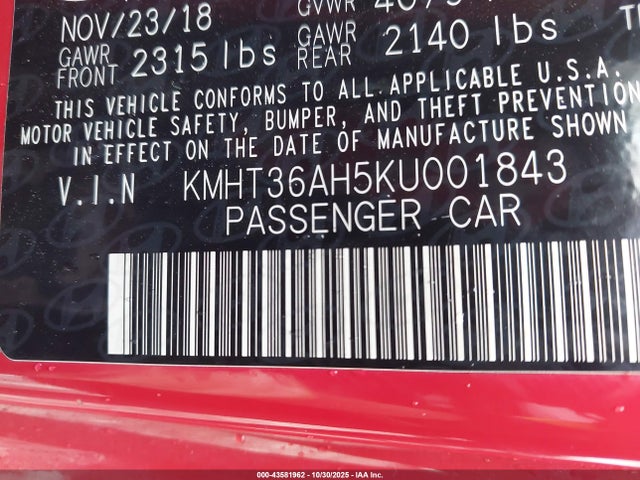 NOV/23/18 GVWR
GAWR FRONT 2315 lbs GAWR REAR 2140 lbs
THIS VEHICLE CONFORMS TO ALL APPLICABLE U.S.A.
MOTOR VEHICLE SAFETY, BUMPER, AND THEFT PREVENTION
IN EFFECT ON THE DATE OF MANUFACTURE SHOWN
V.I.N KMHT36AH5KU001843
PASSENGER CAR
000-43581962 - 10/30/2025 - IAA Inc.